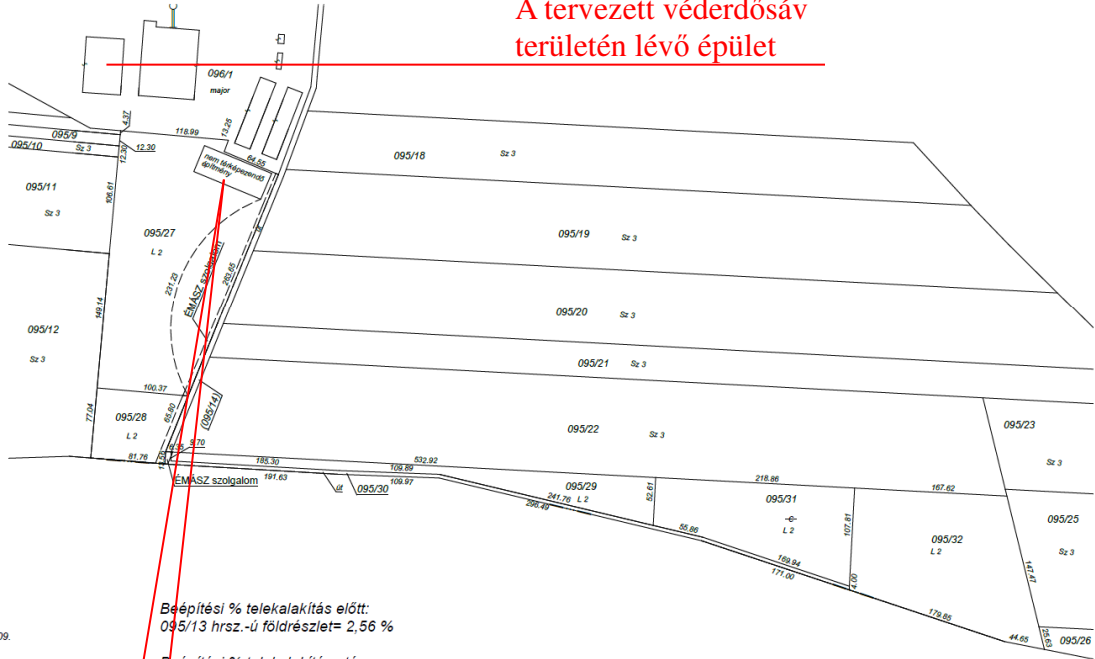 A tervezett véderdősáv
területén lévő épület
096/1
major
4.37
118.99
13.25
095/9
095/10
Sz 3
12.30
12.30
64.55
nem térképezendő
építmény
095/18
Sz 3
095/11
106.61
Sz 3
095/27
L 2
út
095/19
Sz 3
231.23
ÉMÁSZ szolgalom
263.65
149.14
095/12
Sz 3
095/20
Sz 3
095/21
Sz 3
100.37
77.04
095/28
65.80
(095/14)
L 2
81.76
9.70
095/22
Sz 3
095/23
Sz 3
185.30
532.92
109.89
191.63
109.97
ÉMÁSZ szolgalom
út
095/30
095/29
L 2
241.76
296.49
52.61
218.86
095/31
L 2
167.62
107.81
095/32
L 2
095/25
Sz 3
55.86
169.94
171.00
4.00
147.47
179.85
44.65
25.63
095/26
Beépítési % telekalakítás előtt:
095/13 hrsz.-ú földrészlet= 2,56 %
09.